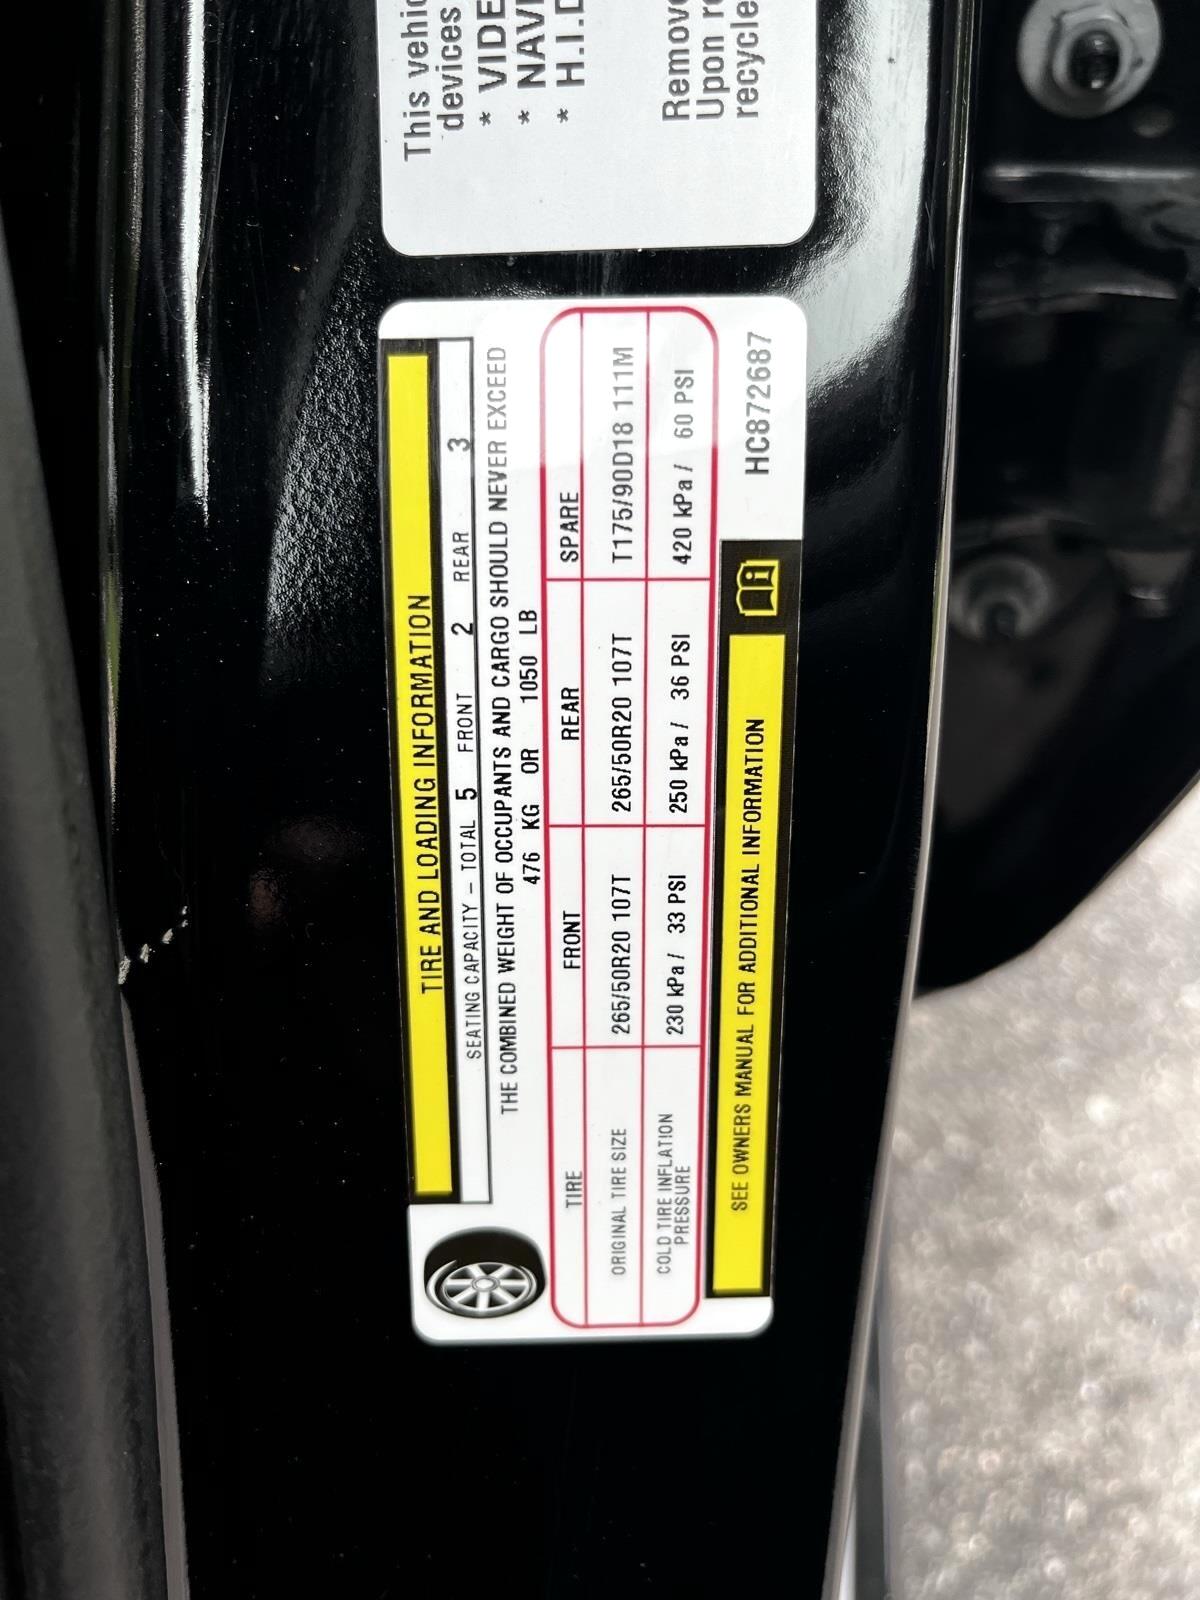 TIRE AND LOADING INFORMATION
SEATING CAPACITY - TOTAL 5 FRONT 2 REAR 3
THE COMBINED WEIGHT OF OCCUPANTS AND CARGO SHOULD NEVER EXCEED
476 KG OR 1050 LB
TIRE FRONT REAR SPARE
ORIGINAL TIRE SIZE 265/50R20 107T 265/50R20 107T T175/90D18 111M
COLD TIRE INFLATION
PRESSURE 230 kPa / 33 PSI 250 kPa / 36 PSI 420 kPa / 60 PSI
SEE OWNERS MANUAL FOR ADDITIONAL INFORMATION
HC872687
This vehic
devices
* VIDE
* NAVI
* H.I.D
Remove
Upon re
recycle